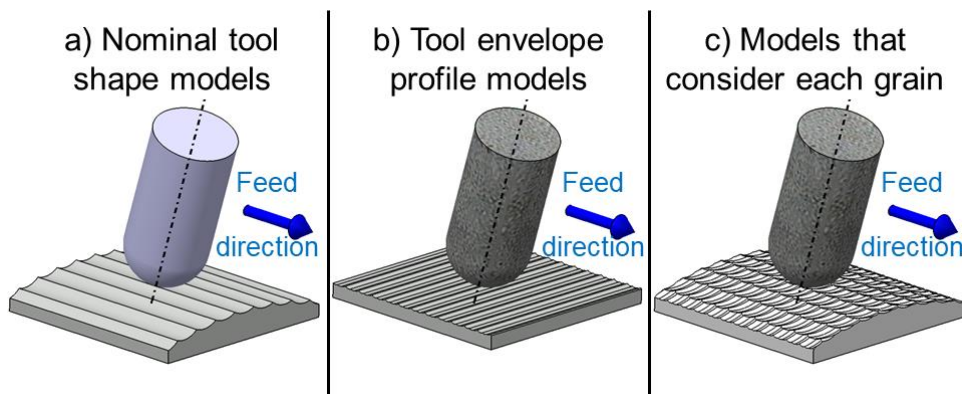 a) Nominal tool
shape models
Feed
direction
b) Tool envelope
profile models
Feed
direction
c) Models that
consider each grain
Feed
direction